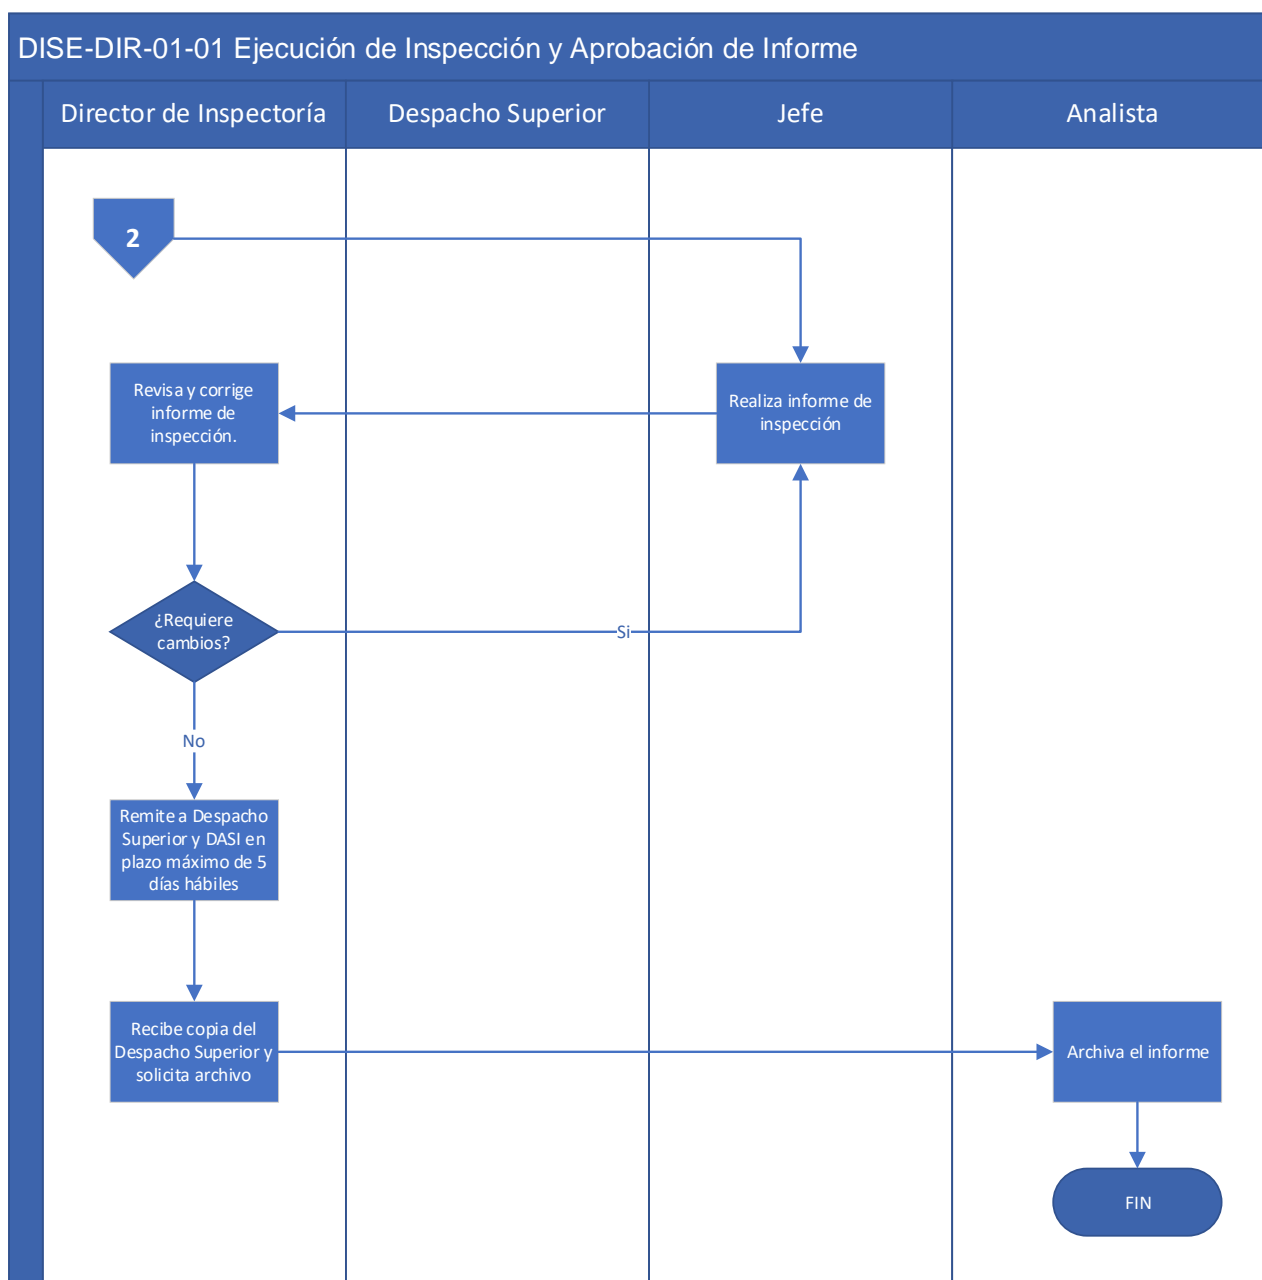 DISE-DIR-01-01 Ejecución de Inspección y Aprobación de Informe
Director de Inspectoría
Despacho Superior
Jefe
Analista
2
Revisa y corrige
informe de
inspección.
Realiza informe de
inspección
¿Requiere
cambios?
Si
No
Remite a Despacho
Superior y DASI en
plazo máximo de 5
días hábiles
Recibe copia del
Despacho Superior y
solicita archivo
Archiva el informe
FIN